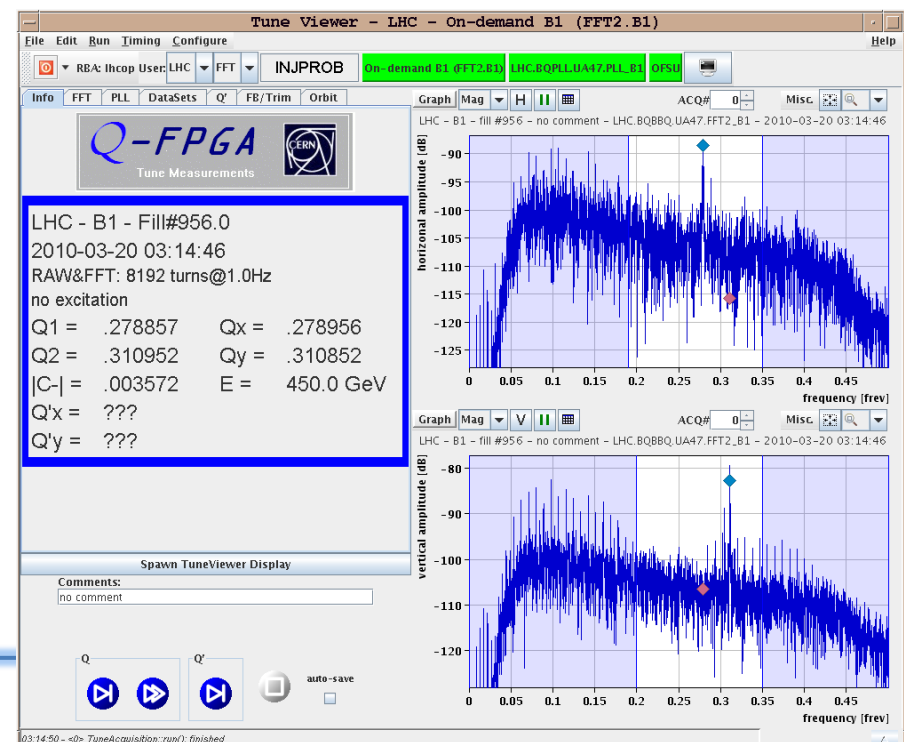 Tune Viewer - LHC - On-demand B1 (FFT2.B1)
File Edit Run Timing Configure Help
RBA: lhcop User: LHC FFT INJPROB On-demand B1 (FFT2.B1) LHC.BQPLL.UA47.PLL_B1 OFSU
Info FFT PLL DataSets Q' FB/Trim Orbit
Q-FPGA
Tune Measurements
CERN
LHC - B1 - Fill#956.0
2010-03-20 03:14:46
RAW&FFT: 8192 turns@1.0Hz
no excitation
Q1 = .278857 Qx = .278956
Q2 = .310952 Qy = .310852
|C-| = .003572 E = 450.0 GeV
Q'x = ???
Q'y = ???
Spawn TuneViewer Display
Comments:
no comment
Q Q'
auto-save
03:14:50 - <0> TuneAcquisition::run(): finished
Graph Mag H ACQ# 0 Misc.
LHC - B1 - fill #956 - no comment - LHC.BQBBQ.UA47.FFT2_B1 - 2010-03-20 03:14:46
horizonal amplitude [dB]
-90
-95
-100
-105
-110
-115
-120
-125
0 0.05 0.1 0.15 0.2 0.25 0.3 0.35 0.4 0.45
frequency [frev]
Graph Mag V ACQ# 0 Misc.
LHC - B1 - fill #956 - no comment - LHC.BQBBQ.UA47.FFT2_B1 - 2010-03-20 03:14:46
vertical amplitude [dB]
-80
-90
-100
-110
-120
0 0.05 0.1 0.15 0.2 0.25 0.3 0.35 0.4 0.45
frequency [frev]